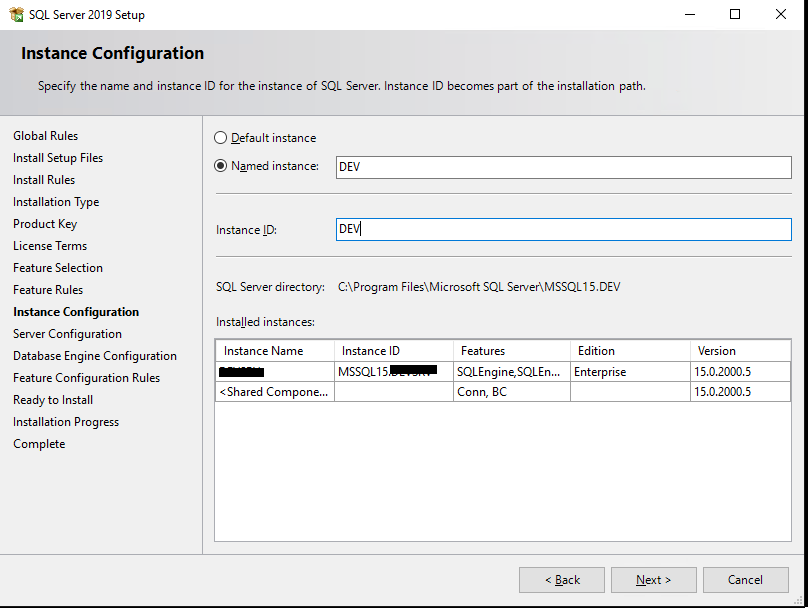 SQL Server 2019 Setup
Instance Configuration
Specify the name and instance ID for the instance of SQL Server. Instance ID becomes part of the installation path.
Global Rules
Install Setup Files
Install Rules
Installation Type
Product Key
License Terms
Feature Selection
Feature Rules
Instance Configuration
Server Configuration
Database Engine Configuration
Feature Configuration Rules
Ready to Install
Installation Progress
Complete
Default instance
Named instance: DEV
Instance ID: DEV
SQL Server directory: C:\Program Files\Microsoft SQL Server\MSSQL15.DEV
Installed instances:
Instance Name Instance ID Features Edition Version
MSSQL15. SQLEngine,SQLEn... Enterprise 15.0.2000.5
<Shared Compone... Conn, BC 15.0.2000.5
< Back Next > Cancel